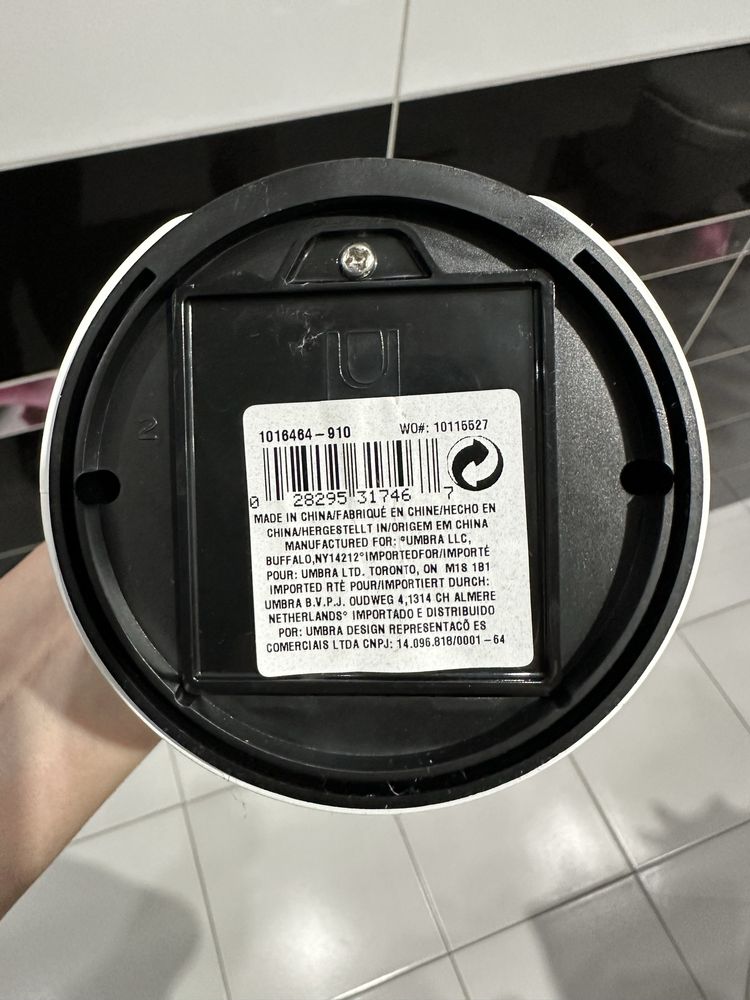 U
2
1016464-910 WO#: 10115527
0 28295 31746 7
MADE IN CHINA/FABRIQUÉ EN CHINE/HECHO EN
CHINA/HERGESTELLT IN/ORIGEM EM CHINA
MANUFACTURED FOR: °UMBRA LLC,
BUFFALO,NY14212°IMPORTEDFOR/IMPORTÉ
POUR: UMBRA LTD. TORONTO, ON M1S 1B1
IMPORTED RTÉ POUR/IMPORTIERT DURCH:
UMBRA B.V.P.J. OUDWEG 4,1314 CH ALMERE
NETHERLANDS° IMPORTADO E DISTRIBUIDO
POR: UMBRA DESIGN REPRESENTACÕ ES
COMERCIAIS LTDA CNPJ: 14.096.818/0001-64